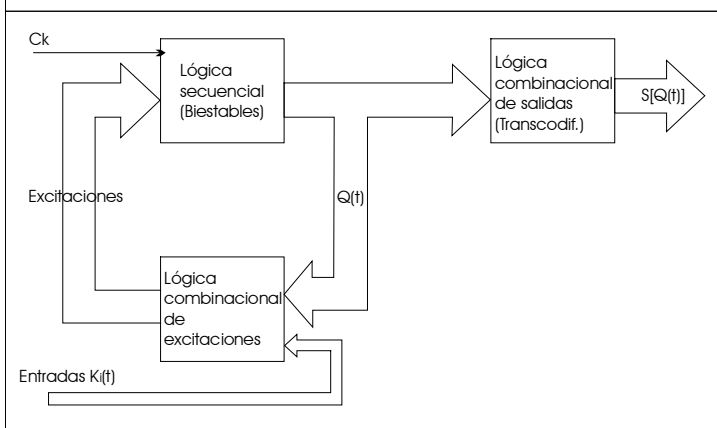 Ck
Lógica
secuencial
(Biestables)
Lógica
combinacional
de salidas
(Transcodif.)
S[Q(t)]
Excitaciones
Q(t)
Lógica
combinacional
de
excitaciones
Entradas Ki(t)